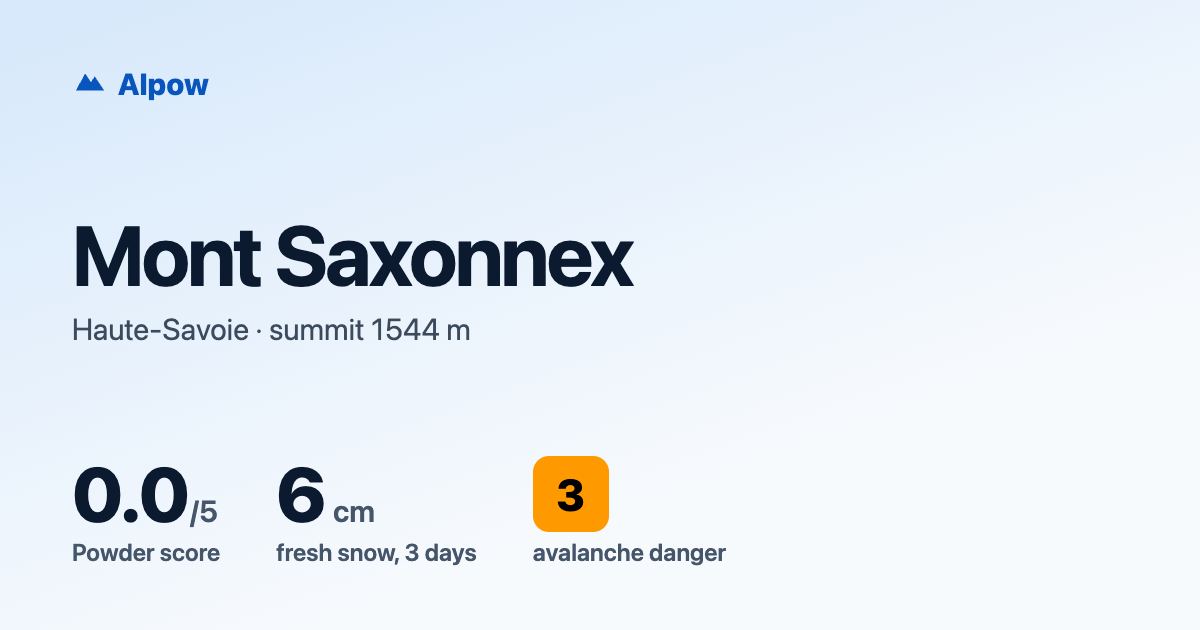 Alpow
Mont Saxonnex
Haute-Savoie · summit 1544 m
0.0/5
Powder score
6 cm
fresh snow, 3 days
3
avalanche danger